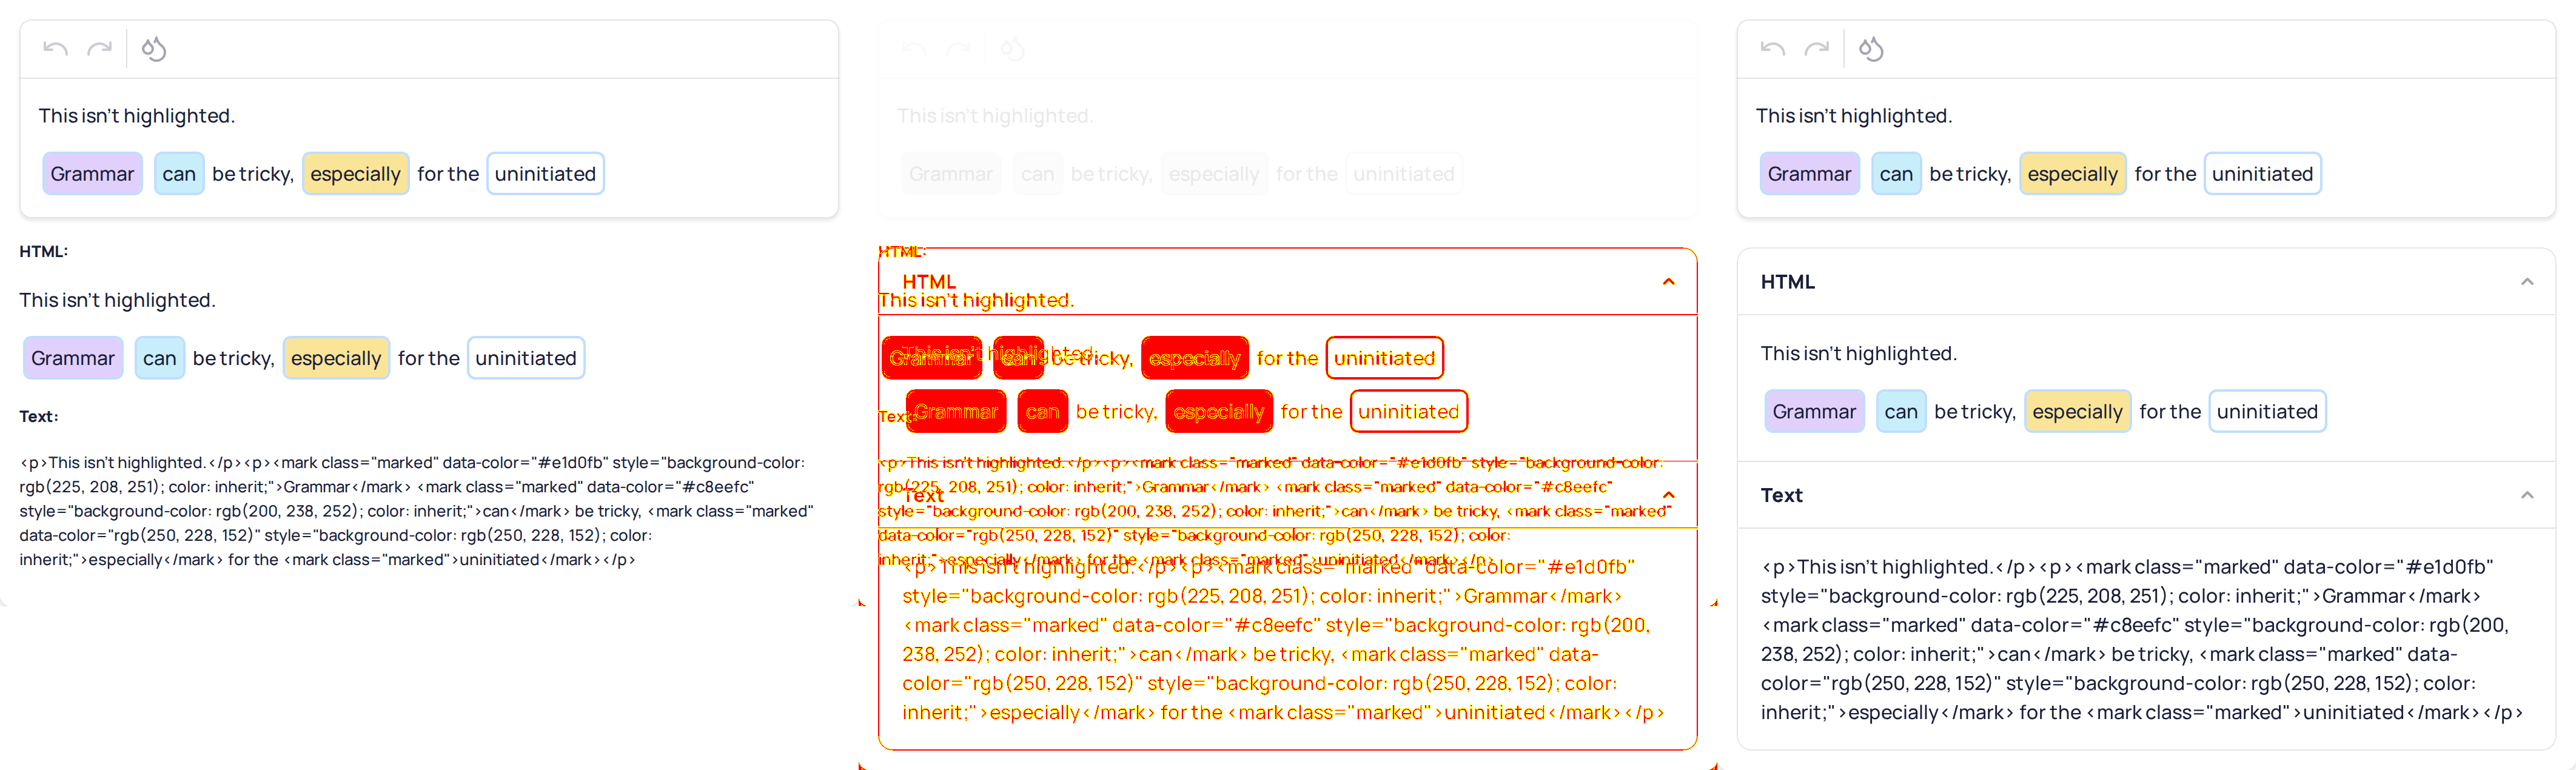 This isn't highlighted.
Grammar can be tricky, especially for the uninitiated
HTML:
This isn't highlighted.
Grammar can be tricky, especially for the uninitiated
Text:
<p>This isn't highlighted.</p><p><mark class="marked" data-color="#e1d0fb" style="background-color:
rgb(225, 208, 251); color: inherit;">Grammar</mark> <mark class="marked" data-color="#c8eefc"
style="background-color: rgb(200, 238, 252); color: inherit;">can</mark> be tricky, <mark class="marked"
data-color="rgb(250, 228, 152)" style="background-color: rgb(250, 228, 152); color:
inherit;">especially</mark> for the <mark class="marked">uninitiated</mark></p>
This isn't highlighted.
Grammar can be tricky, especially for the uninitiated
HTML:
HTML
This isn't highlighted.
This isn't highlighted.
Grammar can be tricky, especially for the uninitiated
Grammar can be tricky, especially for the uninitiated
Text:
<p>This isn't highlighted.</p><p><mark class="marked" data-color="#e1d0fb" style="background-color:
rgb(225, 208, 251); color: inherit;">Grammar</mark> <mark class="marked" data-color="#c8eefc"
Text
style="background-color: rgb(200, 238, 252); color: inherit;">can</mark> be tricky, <mark class="marked"
data-color="rgb(250, 228, 152)" style="background-color: rgb(250, 228, 152); color:
inherit;">especially</mark> for the <mark class="marked">uninitiated</mark></p>
<p>This isn't highlighted.</p><p><mark class="marked" data-color="#e1d0fb"
style="background-color: rgb(225, 208, 251); color: inherit;">Grammar</mark>
<mark class="marked" data-color="#c8eefc" style="background-color: rgb(200,
238, 252); color: inherit;">can</mark> be tricky, <mark class="marked" data-
color="rgb(250, 228, 152)" style="background-color: rgb(250, 228, 152); color:
inherit;">especially</mark> for the <mark class="marked">uninitiated</mark></p>
This isn't highlighted.
Grammar can be tricky, especially for the uninitiated
HTML
This isn't highlighted.
Grammar can be tricky, especially for the uninitiated
Text
<p>This isn't highlighted.</p><p><mark class="marked" data-color="#e1d0fb"
style="background-color: rgb(225, 208, 251); color: inherit;">Grammar</mark>
<mark class="marked" data-color="#c8eefc" style="background-color: rgb(200,
238, 252); color: inherit;">can</mark> be tricky, <mark class="marked" data-
color="rgb(250, 228, 152)" style="background-color: rgb(250, 228, 152); color:
inherit;">especially</mark> for the <mark class="marked">uninitiated</mark></p>